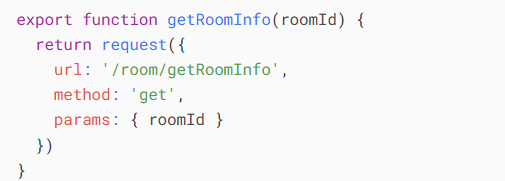 export function getRoomInfo(roomId) {
  return request({
    url: '/room/getRoomInfo',
    method: 'get',
    params: { roomId }
  })
}